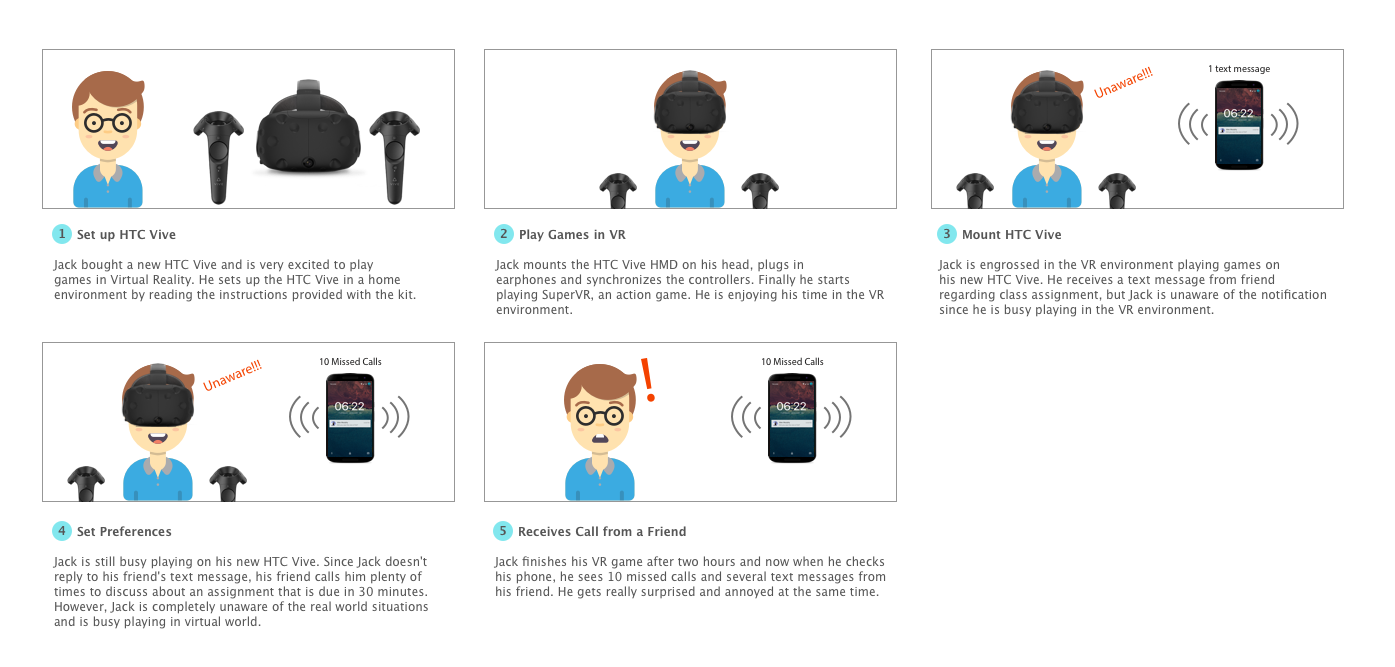 Unaware!!!
1 text message
06:22
1 Set up HTC Vive
2 Play Games in VR
3 Mount HTC Vive
Jack bought a new HTC Vive and is very excited to play
games in Virtual Reality. He sets up the HTC Vive in a home
environment by reading the instructions provided with the kit.
Jack mounts the HTC Vive HMD on his head, plugs in
earphones and synchronizes the controllers. Finally he starts
playing SuperVR, an action game. He is enjoying his time in the VR
environment.
Jack is engrossed in the VR environment playing games on
his new HTC Vive. He receives a text message from friend
regarding class assignment, but Jack is unaware of the notification
since he is busy playing in the VR environment.
Unaware!!!
10 Missed Calls
06:22
!
10 Missed Calls
06:22
4 Set Preferences
5 Receives Call from a Friend
Jack is still busy playing on his new HTC Vive. Since Jack doesn't
reply to his friend's text message, his friend calls him plenty of
times to discuss about an assignment that is due in 30 minutes.
However, Jack is completely unaware of the real world situations
and is busy playing in virtual world.
Jack finishes his VR game after two hours and now when he checks
his phone, he sees 10 missed calls and several text messages from
his friend. He gets really surprised and annoyed at the same time.